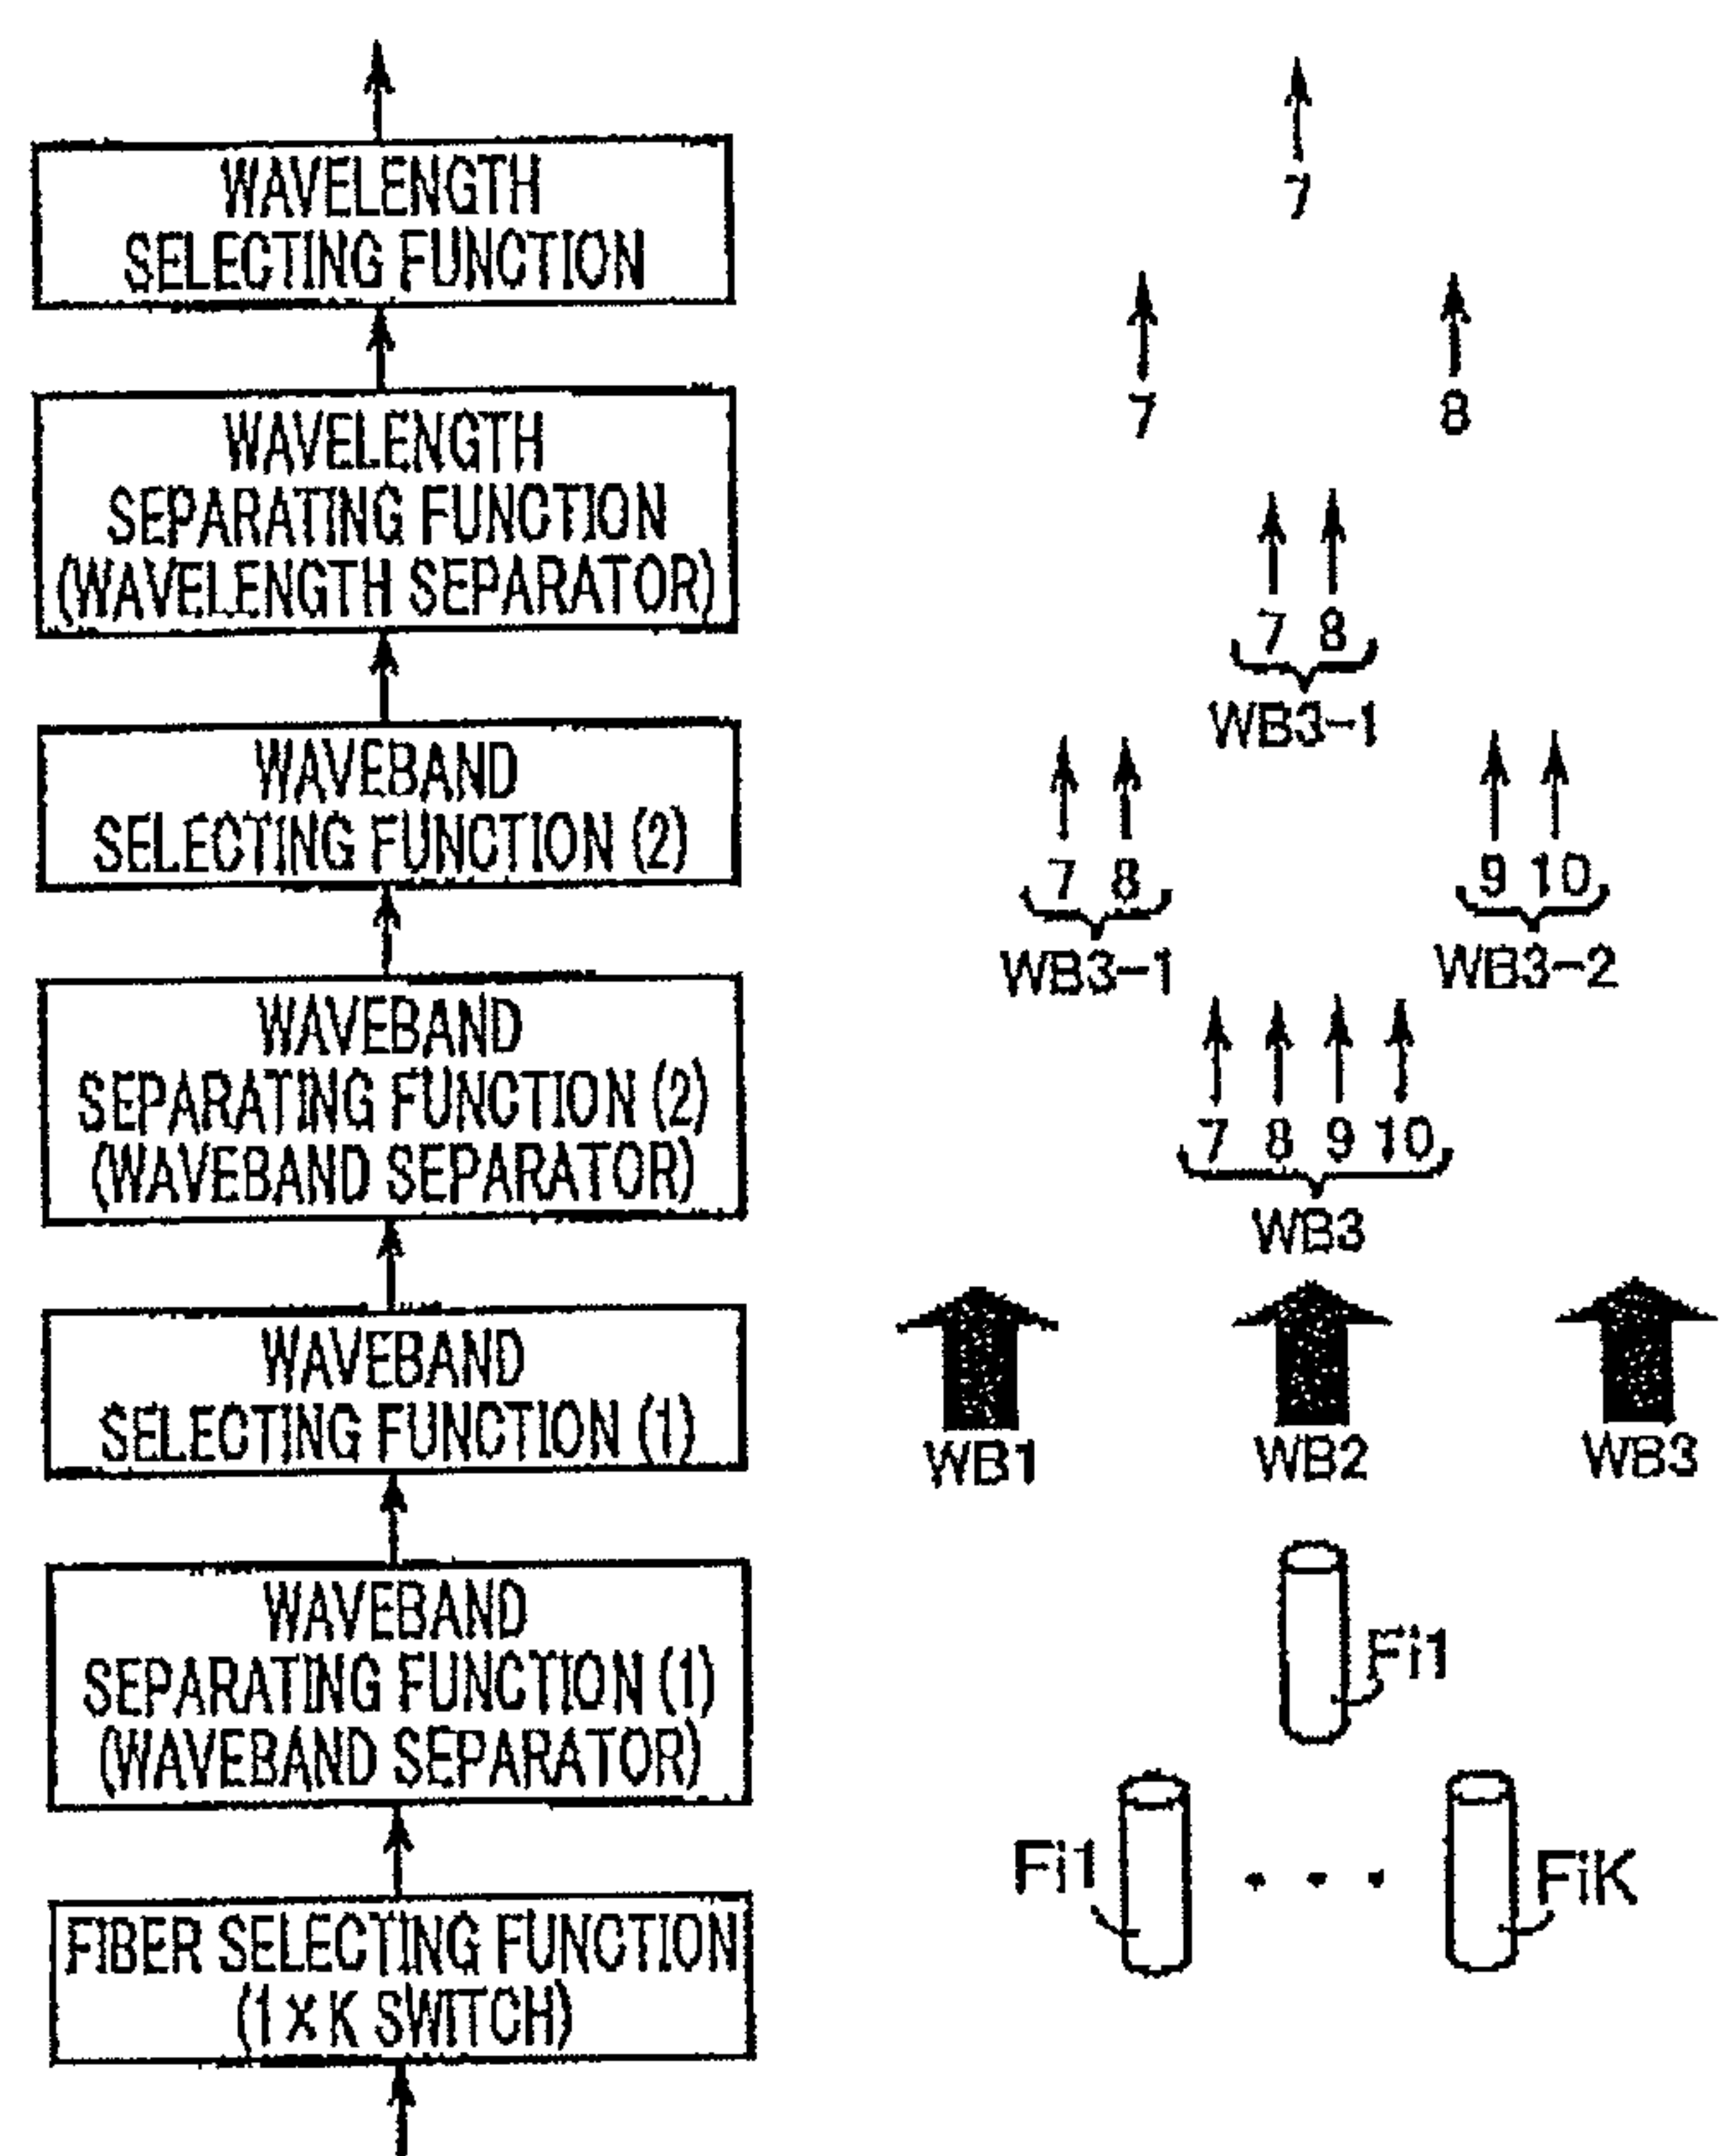 WAVELENGTH
SELECTING FUNCTION
WAVELENGTH
SEPARATING FUNCTION
(WAVELENGTH SEPARATOR)
WAVEBAND
SELECTING FUNCTION (2)
WAVEBAND
SEPARATING FUNCTION (2)
(WAVEBAND SEPARATOR)
WAVEBAND
SELECTING FUNCTION (1)
WAVEBAND
SEPARATING FUNCTION (1)
(WAVEBAND SEPARATOR)
FIBER SELECTING FUNCTION
(1 × K SWITCH)
7
7 8
7 8
WB3-1
7 8 9 10
WB3-1 WB3-2
7 8 9 10
WB3
WB1 WB2 WB3
Fi1
Fi1 • • • FiK